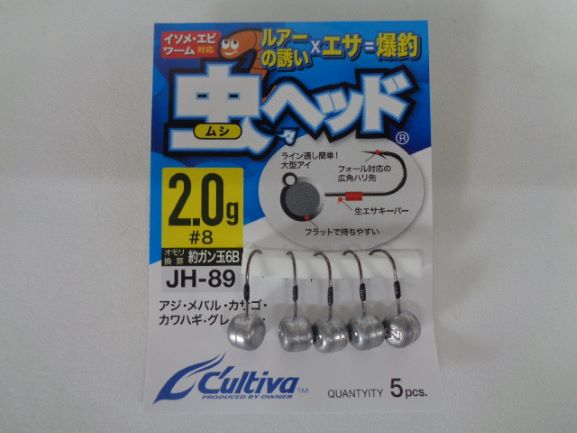 イソメ・エビ
ワーム 対応
ルアー
の誘い×エサ=爆釣
虫ヘッド®
ムシ
ライン通し簡単!
大型アイ
フォール対応の
広角ハリ先
生エサキーパー
フラットで持ちやすい
2.0g
#8
オモリ
換算 約ガン玉6B
JH-89
アジ・メバル・カサゴ・
カワハギ・グレ
C'ultiva™
PRODUCED BY OWNER
QUANTYITY 5pcs.